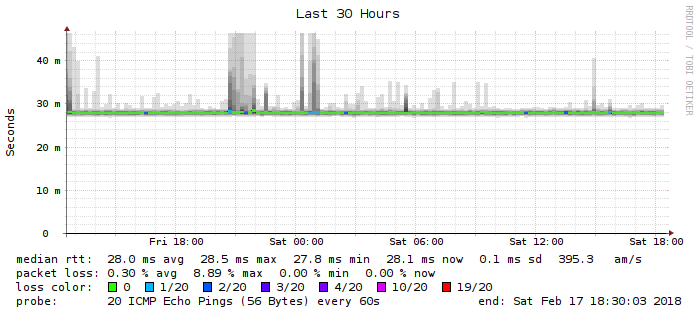 Last 30 Hours
RRDTOOL / TOBI OETIKER
Seconds
40 m
30 m
20 m
10 m
0
Fri 18:00 Sat 00:00 Sat 06:00 Sat 12:00 Sat 18:00
median rtt: 28.0 ms avg 28.5 ms max 27.8 ms min 28.1 ms now 0.1 ms sd 395.3 am/s
packet loss: 0.30 % avg 8.89 % max 0.00 % min 0.00 % now
loss color: 0 1/20 2/20 3/20 4/20 10/20 19/20
probe: 20 ICMP Echo Pings (56 Bytes) every 60s end: Sat Feb 17 18:30:03 2018